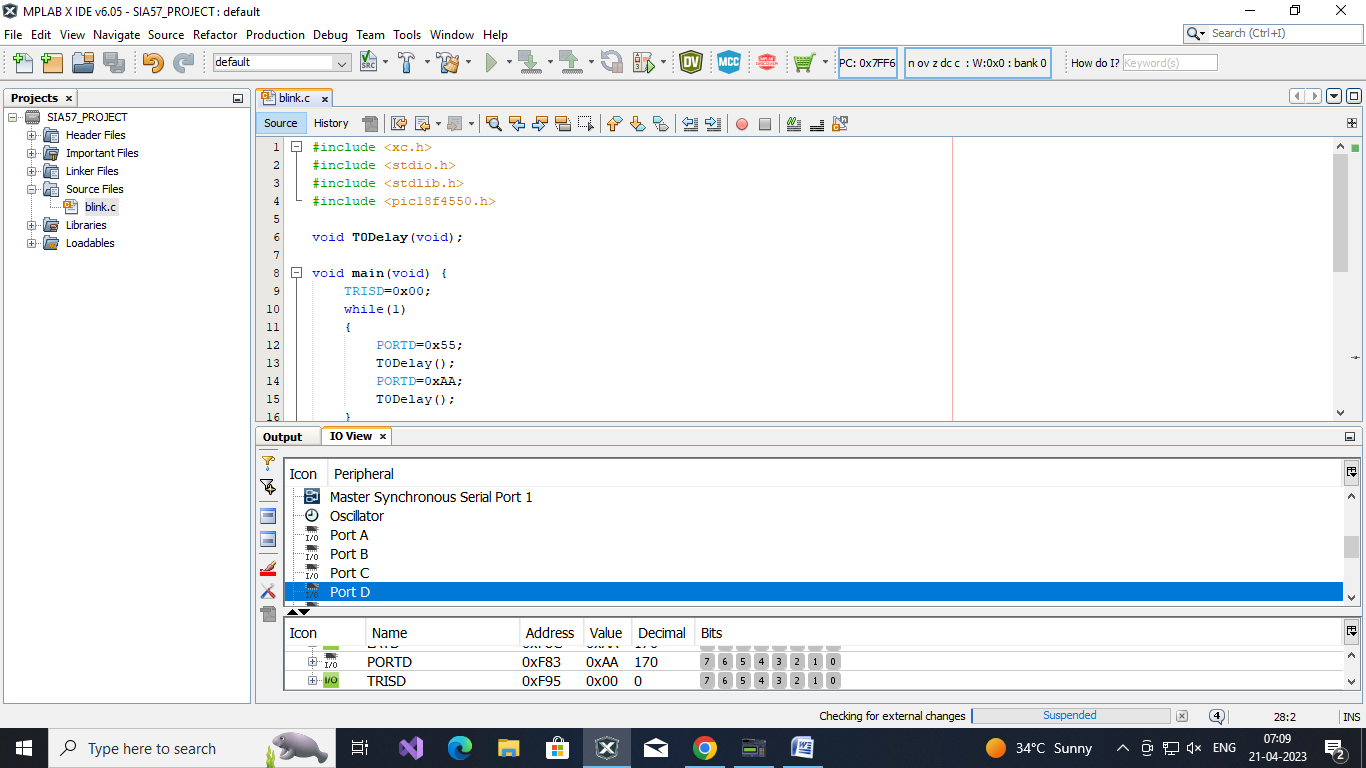 MPLAB X IDE v6.05 - SIA57_PROJECT : default
File Edit View Navigate Source Refactor Production Debug Team Tools Window Help
Search (Ctrl+I)
default
SRC
DV
MCC
PC: 0x7FF6
n ov z dc c : W:0x0 : bank 0
How do I?
Keyword(s)
Projects
SIA57_PROJECT
Header Files
Important Files
Linker Files
Source Files
blink.c
Libraries
Loadables
blink.c
Source History
1 #include <xc.h>
2 #include <stdio.h>
3 #include <stdlib.h>
4 #include <pic18f4550.h>
5
6 void T0Delay(void);
7
8 void main(void) {
9 TRISD=0x00;
10 while(1)
11 {
12 PORTD=0x55;
13 T0Delay();
14 PORTD=0xAA;
15 T0Delay();
16 }
Output IO View
Icon Peripheral
Master Synchronous Serial Port 1
Oscillator
I/O Port A
I/O Port B
I/O Port C
I/O Port D
Icon Name Address Value Decimal Bits
I/O PORTD 0xF83 0xAA 170 7 6 5 4 3 2 1 0
I/O TRISD 0xF95 0x00 0 7 6 5 4 3 2 1 0
Checking for external changes Suspended 4 28:2 INS
Type here to search
34°C Sunny
ENG
07:09
21-04-2023
2